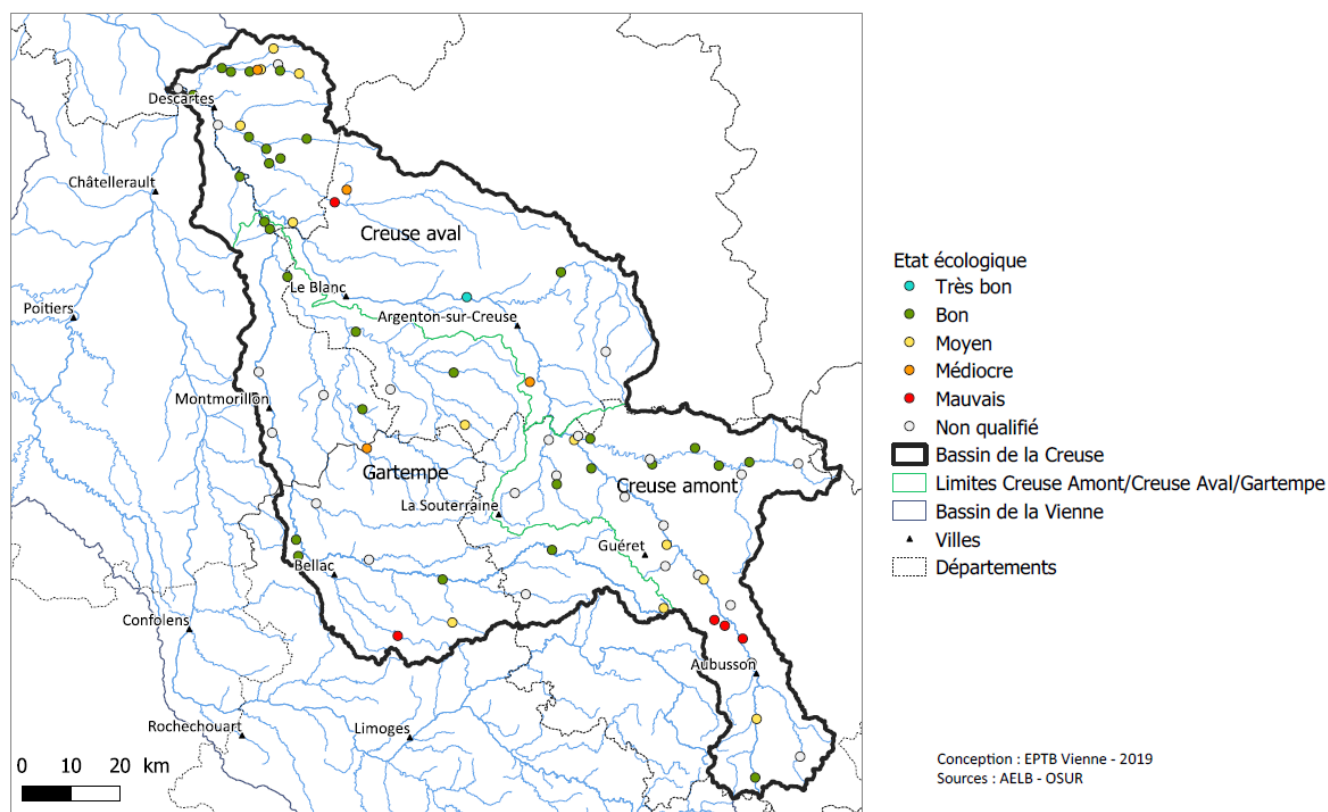 Descartes
Châtellerault
Creuse aval
Le Blanc
Poitiers
Argenton-sur-Creuse
Montmorillon
Gartempe
Creuse amont
La Souterraine
Guéret
Bellac
Confolens
Aubusson
Rochechouart
Limoges
0 10 20 km
Etat écologique
Très bon
Bon
Moyen
Médiocre
Mauvais
Non qualifié
Bassin de la Creuse
Limites Creuse Amont/Creuse Aval/Gartempe
Bassin de la Vienne
Villes
Départements
Conception : EPTB Vienne - 2019
Sources : AELB - OSUR